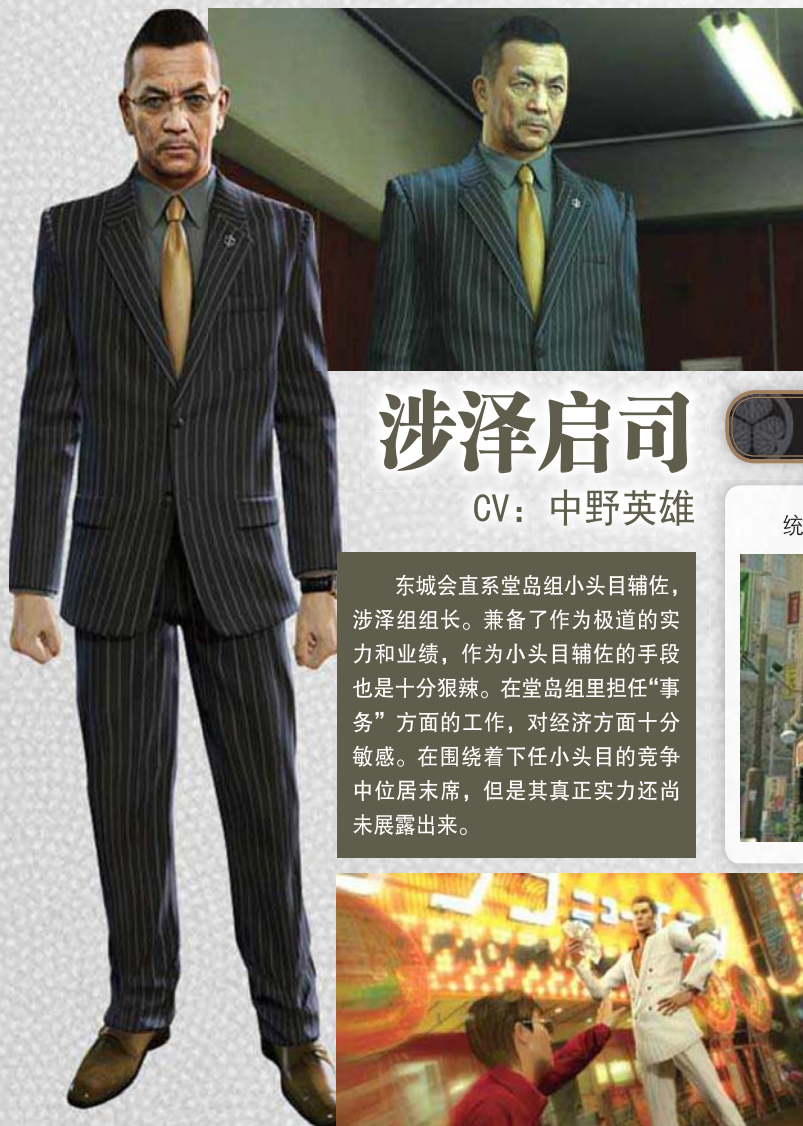 涉泽启司
CV：中野英雄
东城会直系堂岛组小头目辅佐，
涉泽组组长。兼备了作为极道的实
力和业绩，作为小头目辅佐的手段
也是十分狠辣。在堂岛组里担任“事
务”方面的工作，对经济方面十分
敏感。在围绕着下任小头目的竞争
中位居末席，但是其真正实力还尚
未展露出来。
统